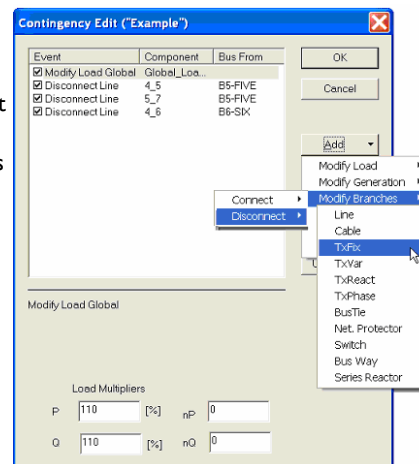 Contingency Edit ("Example")
Event Component Bus From
Modify Load Global Global_Loa...
Disconnect Line 4_5 B5-FIVE
Disconnect Line 5_7 B5-FIVE
Disconnect Line 4_6 B6-SIX
OK
Cancel
Add
Modify Load
Modify Generation
Modify Branches
Connect
Disconnect
Line
Cable
TxFix
TxVar
TxReact
TxPhase
BusTie
Net. Protector
Switch
Bus Way
Series Reactor
Modify Load Global
Load Multipliers
P 110 [%] nP 0
Q 110 [%] nQ 0